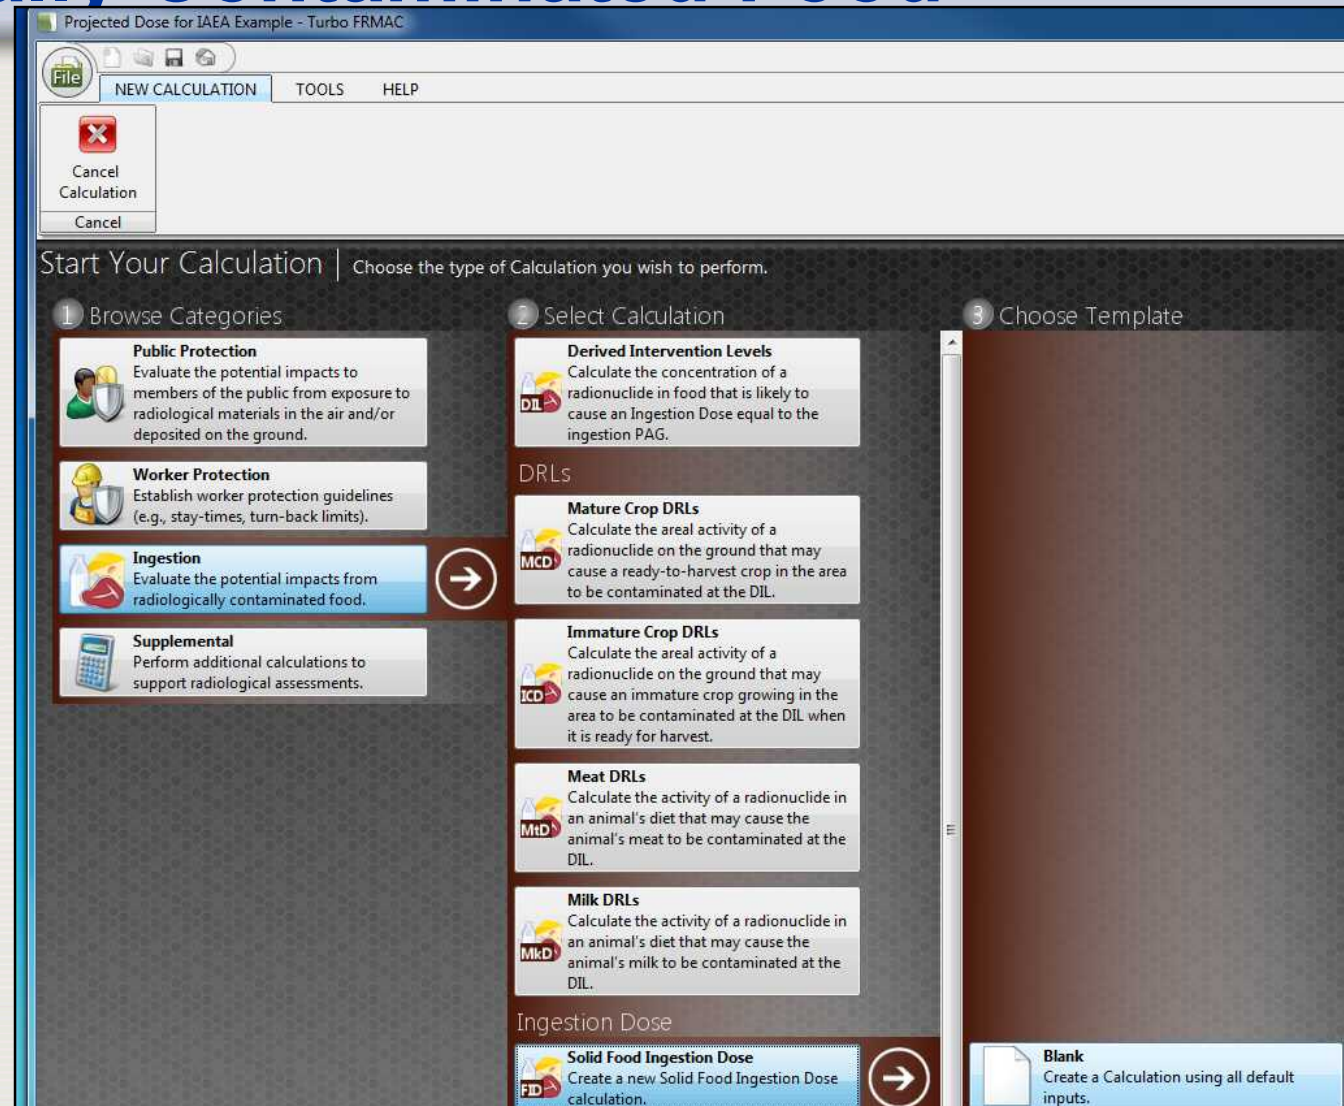 Contaminated Food
Projected Dose for IAEA Example - Turbo FRMAC
File
NEW CALCULATION TOOLS HELP
Cancel
Calculation
Cancel
Start Your Calculation | Choose the type of Calculation you wish to perform.
1 Browse Categories
Public Protection
Evaluate the potential impacts to
members of the public from exposure to
radiological materials in the air and/or
deposited on the ground.
Worker Protection
Establish worker protection guidelines
(e.g., stay-times, turn-back limits).
Ingestion
Evaluate the potential impacts from
radiologically contaminated food.
Supplemental
Perform additional calculations to
support radiological assessments.
2 Select Calculation
DIL
Derived Intervention Levels
Calculate the concentration of a
radionuclide in food that is likely to
cause an Ingestion Dose equal to the
ingestion PAG.
DRLs
MCD
Mature Crop DRLs
Calculate the areal activity of a
radionuclide on the ground that may
cause a ready-to-harvest crop in the area
to be contaminated at the DIL.
ICD
Immature Crop DRLs
Calculate the areal activity of a
radionuclide on the ground that may
cause an immature crop growing in the
area to be contaminated at the DIL when
it is ready for harvest.
MtD
Meat DRLs
Calculate the activity of a radionuclide in
an animal's diet that may cause the
animal's meat to be contaminated at the
DIL.
MkD
Milk DRLs
Calculate the activity of a radionuclide in
an animal's diet that may cause the
animal's milk to be contaminated at the
DIL.
Ingestion Dose
FID
Solid Food Ingestion Dose
Create a new Solid Food Ingestion Dose
calculation.
3 Choose Template
Blank
Create a Calculation using all default
inputs.